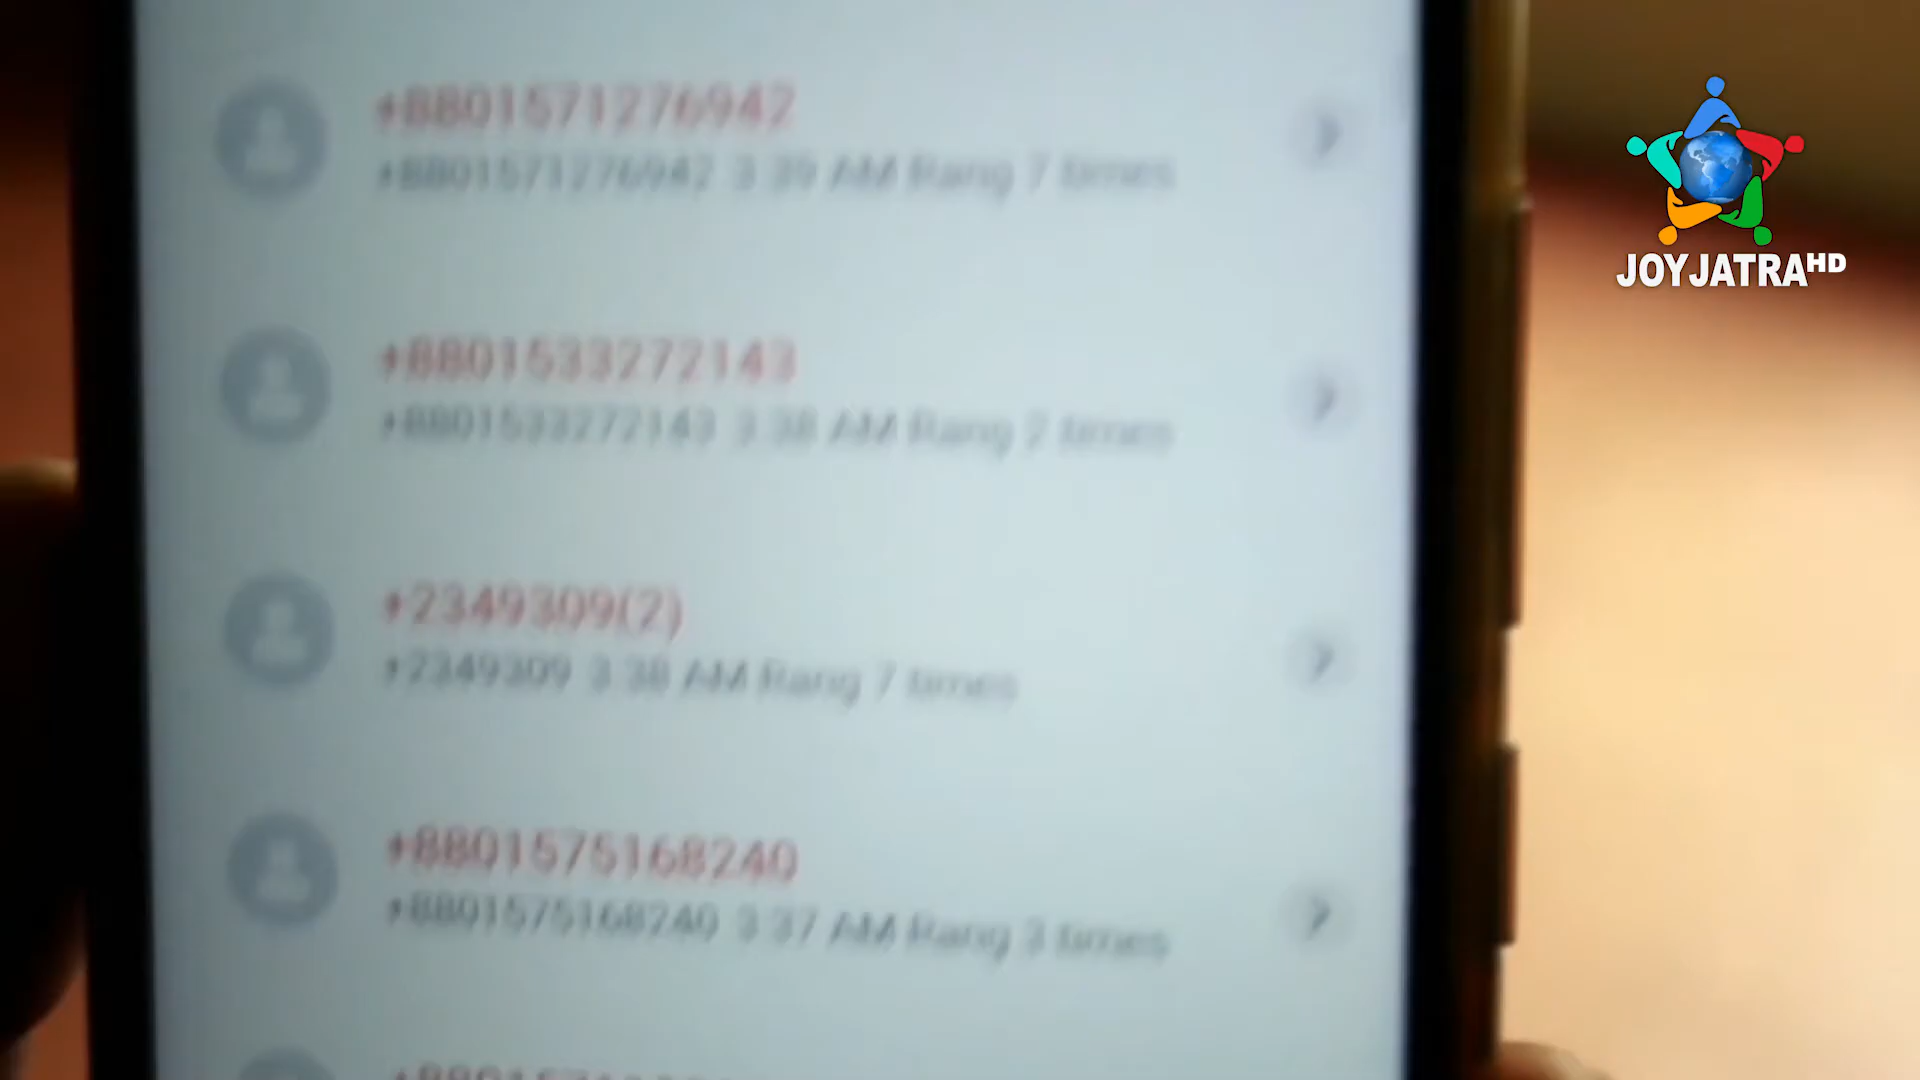 +8801571276942
+8801571276942 3:39 AM Rang 7 times
+8801533272143
+8801533272143 3:38 AM Rang 2 times
+2349309(2)
+2349309 3:38 AM Rang 7 times
+8801575168240
+8801575168240 3:37 AM Rang 3 times
JOYJATRAHD